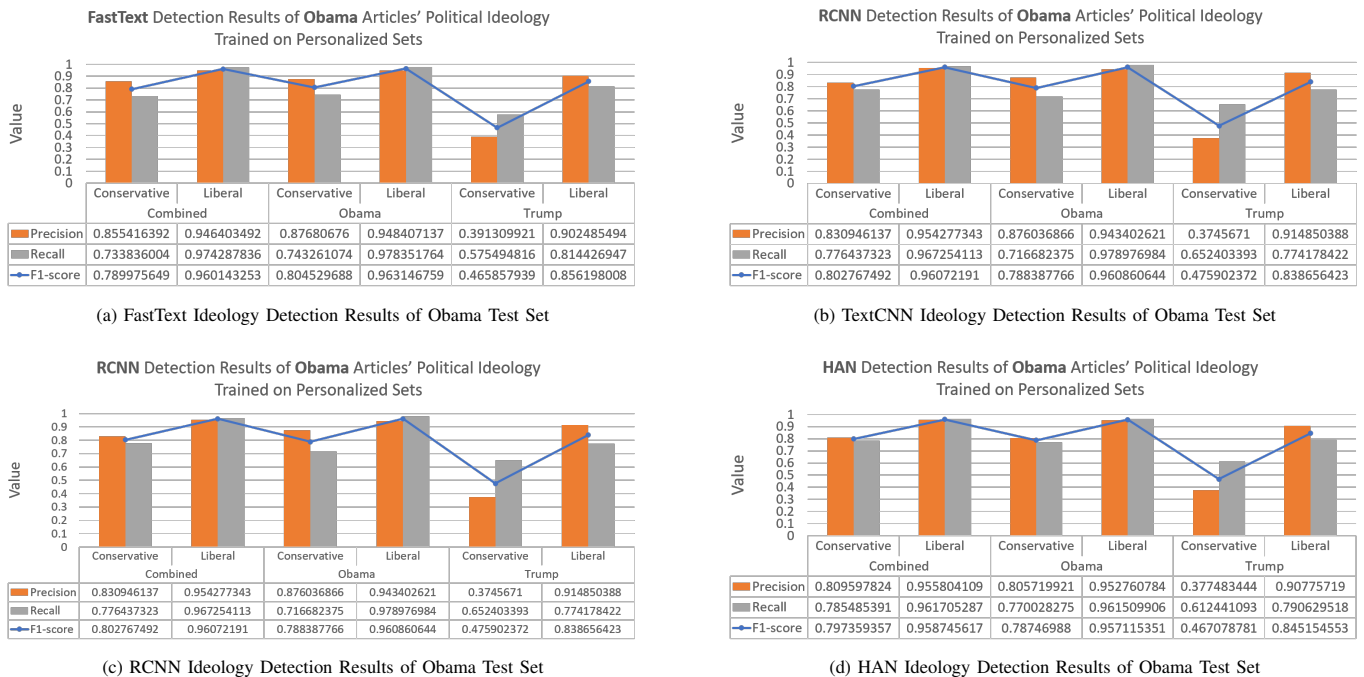 FastText Detection Results of Obama Articles' Political Ideology
Trained on Personalized Sets
Value
1
0.9
0.8
0.7
0.6
0.5
0.4
0.3
0.2
0.1
0
Conservative Liberal Conservative Liberal Conservative Liberal
Combined Obama Trump
Precision 0.855416392 0.946403492 0.87680676 0.948407137 0.391309921 0.902485494
Recall 0.733836004 0.974287836 0.743261074 0.978351764 0.575494816 0.814426947
F1-score 0.789975649 0.960143253 0.804529688 0.963146759 0.465857939 0.856198008
(a) FastText Ideology Detection Results of Obama Test Set
RCNN Detection Results of Obama Articles' Political Ideology
Trained on Personalized Sets
Value
1
0.9
0.8
0.7
0.6
0.5
0.4
0.3
0.2
0.1
0
Conservative Liberal Conservative Liberal Conservative Liberal
Combined Obama Trump
Precision 0.830946137 0.954277343 0.876036866 0.943402621 0.3745671 0.914850388
Recall 0.776437323 0.967254113 0.716682375 0.978976984 0.652403393 0.774178422
F1-score 0.802767492 0.96072191 0.788387766 0.960860644 0.475902372 0.838656423
(b) TextCNN Ideology Detection Results of Obama Test Set
RCNN Detection Results of Obama Articles' Political Ideology
Trained on Personalized Sets
Value
1
0.9
0.8
0.7
0.6
0.5
0.4
0.3
0.2
0.1
0
Conservative Liberal Conservative Liberal Conservative Liberal
Combined Obama Trump
Precision 0.830946137 0.954277343 0.876036866 0.943402621 0.3745671 0.914850388
Recall 0.776437323 0.967254113 0.716682375 0.978976984 0.652403393 0.774178422
F1-score 0.802767492 0.96072191 0.788387766 0.960860644 0.475902372 0.838656423
(c) RCNN Ideology Detection Results of Obama Test Set
HAN Detection Results of Obama Articles' Political Ideology
Trained on Personalized Sets
Value
1
0.9
0.8
0.7
0.6
0.5
0.4
0.3
0.2
0.1
0
Conservative Liberal Conservative Liberal Conservative Liberal
Combined Obama Trump
Precision 0.809597824 0.955804109 0.805719921 0.952760784 0.377483444 0.90775719
Recall 0.785485391 0.961705287 0.770028275 0.961509906 0.612441093 0.790629518
F1-score 0.797359357 0.958745617 0.78746988 0.957115351 0.467078781 0.845154553
(d) HAN Ideology Detection Results of Obama Test Set